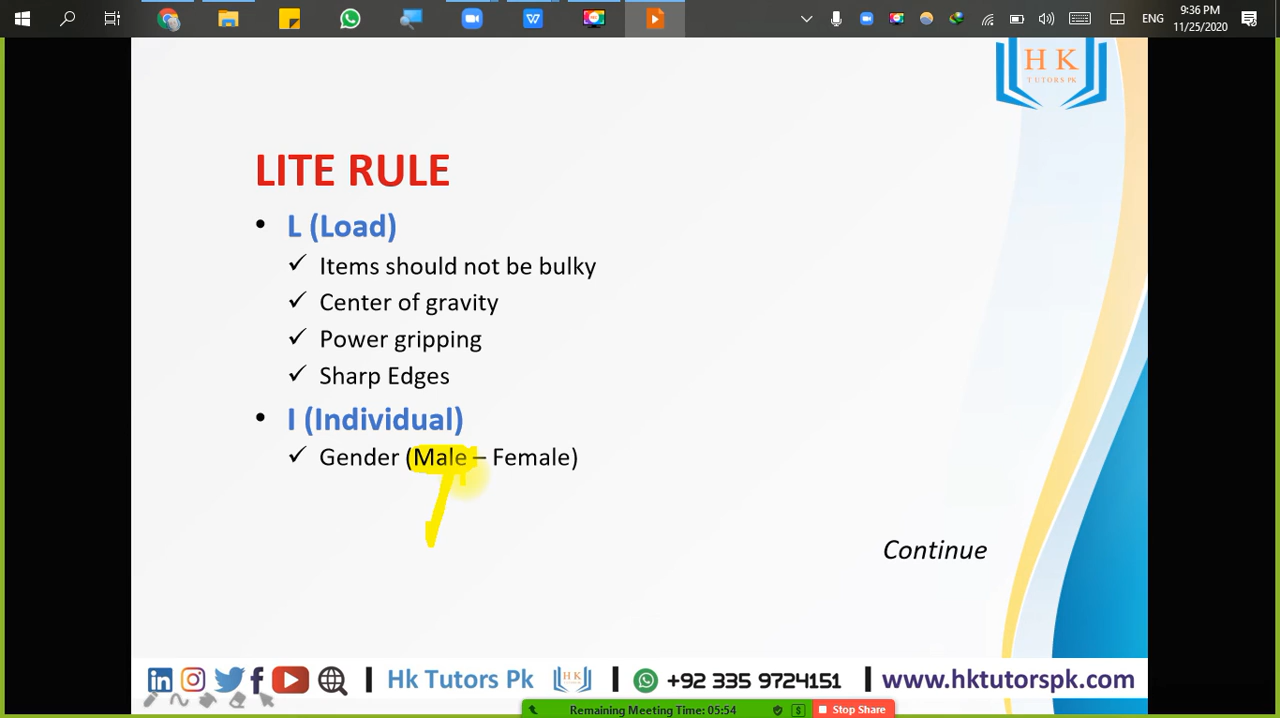 ENG
9:36 PM
11/25/2020
H K
TUTORS PK
LITE RULE
• L (Load)
✓ Items should not be bulky
✓ Center of gravity
✓ Power gripping
✓ Sharp Edges
• I (Individual)
✓ Gender (Male – Female)
Continue
| Hk Tutors Pk HK | +92 335 9724151 | www.hktutorspk.com
Remaining Meeting Time: 05:54 Stop Share